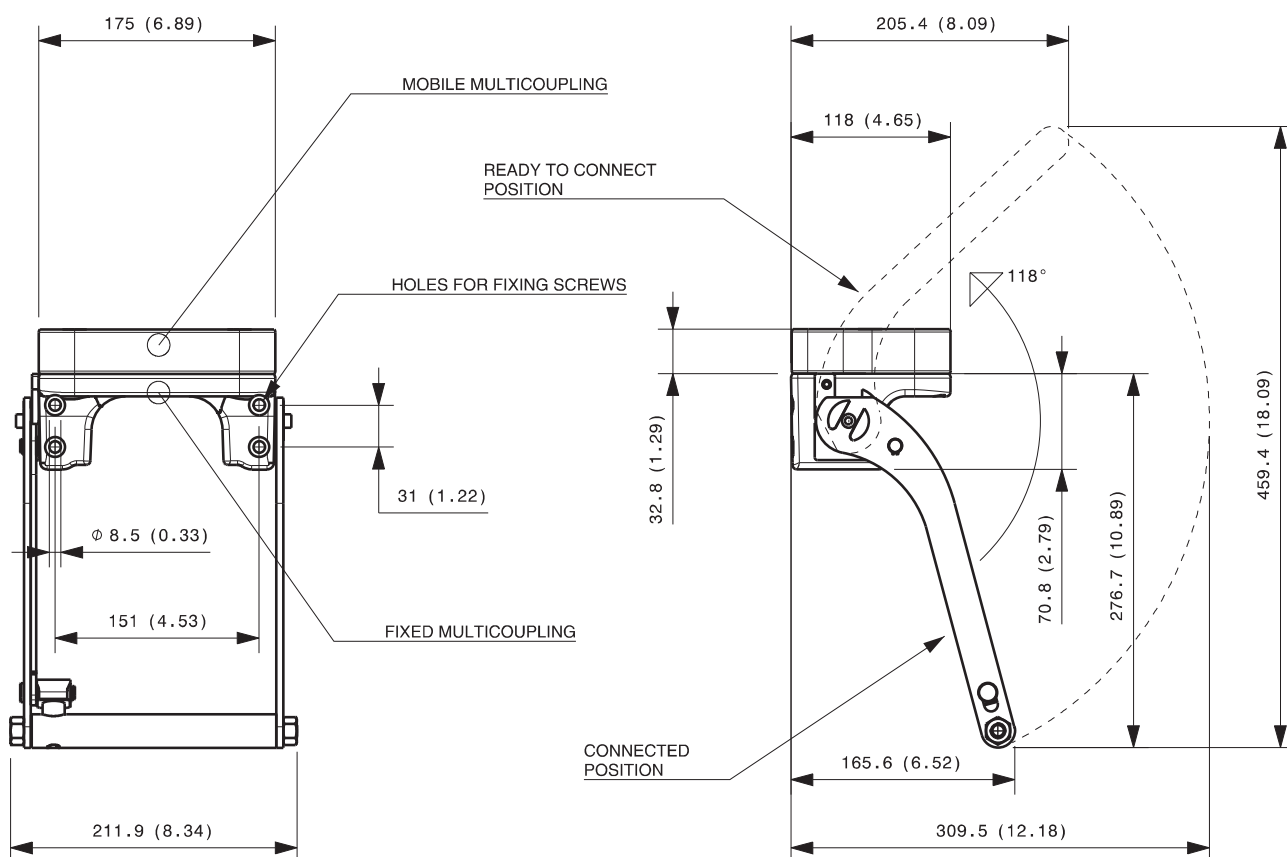 175 (6.89)
205.4 (8.09)
MOBILE MULTICOUPLING
118 (4.65)
READY TO CONNECT
POSITION
118°
HOLES FOR FIXING SCREWS
459.4 (18.09)
32.8 (1.29)
31 (1.22)
Φ 8.5 (0.33)
70.8 (2.79)
276.7 (10.89)
151 (4.53)
FIXED MULTICOUPLING
CONNECTED
POSITION
165.6 (6.52)
211.9 (8.34)
309.5 (12.18)